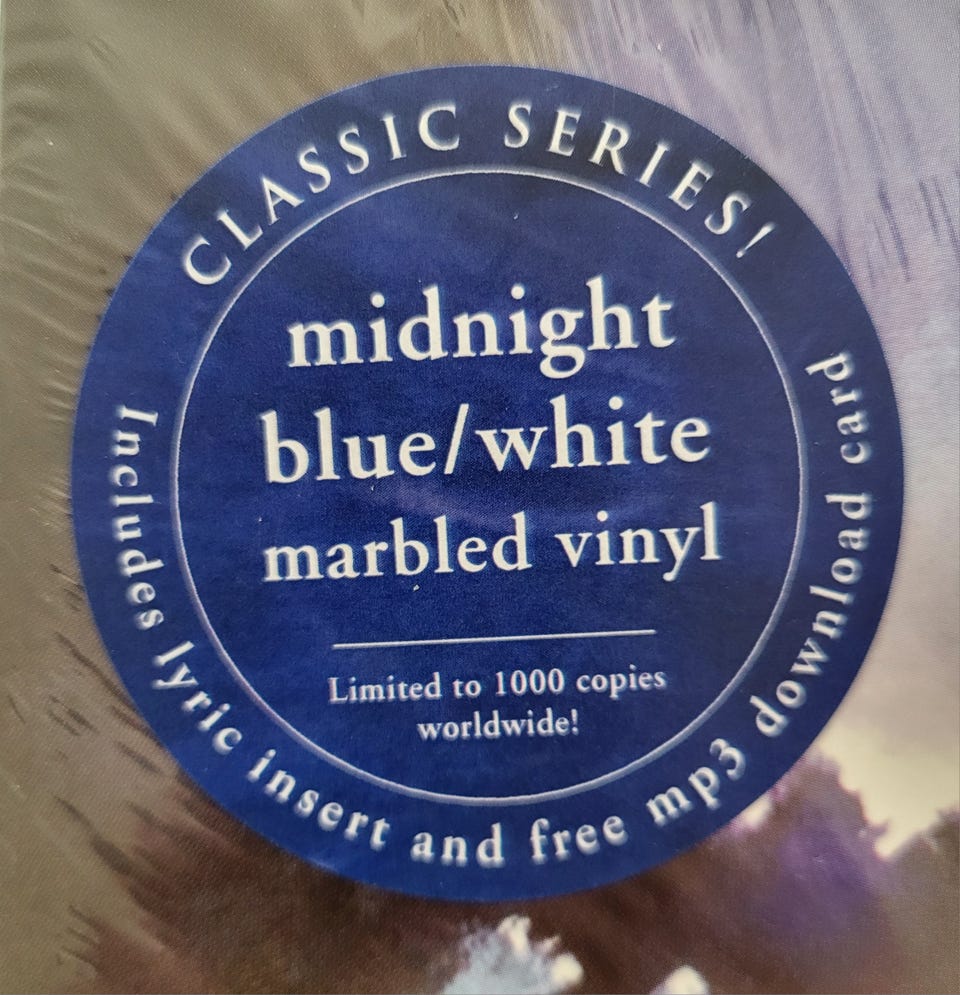 CLASSIC SERIES!
midnight
blue/white
marbled vinyl
Limited to 1000 copies
worldwide!
Includes lyric insert and free mp3 download card